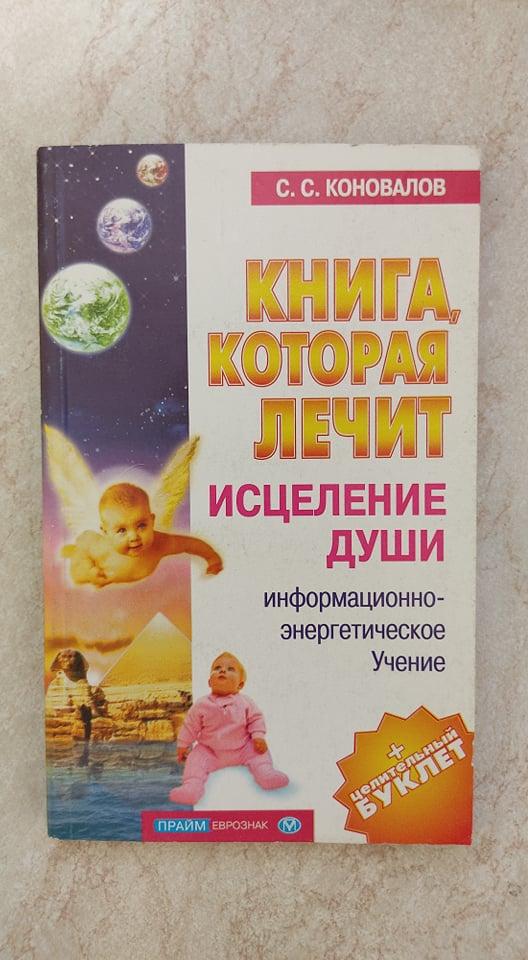 С. С. КОНОВАЛОВ
КНИГА,
КОТОРАЯ
ЛЕЧИТ
ИСЦЕЛЕНИЕ
ДУШИ
информационно-
энергетическое
Учение
+
целительный
БУКЛЕТ
ПРАЙМ ЕВРОЗНАК